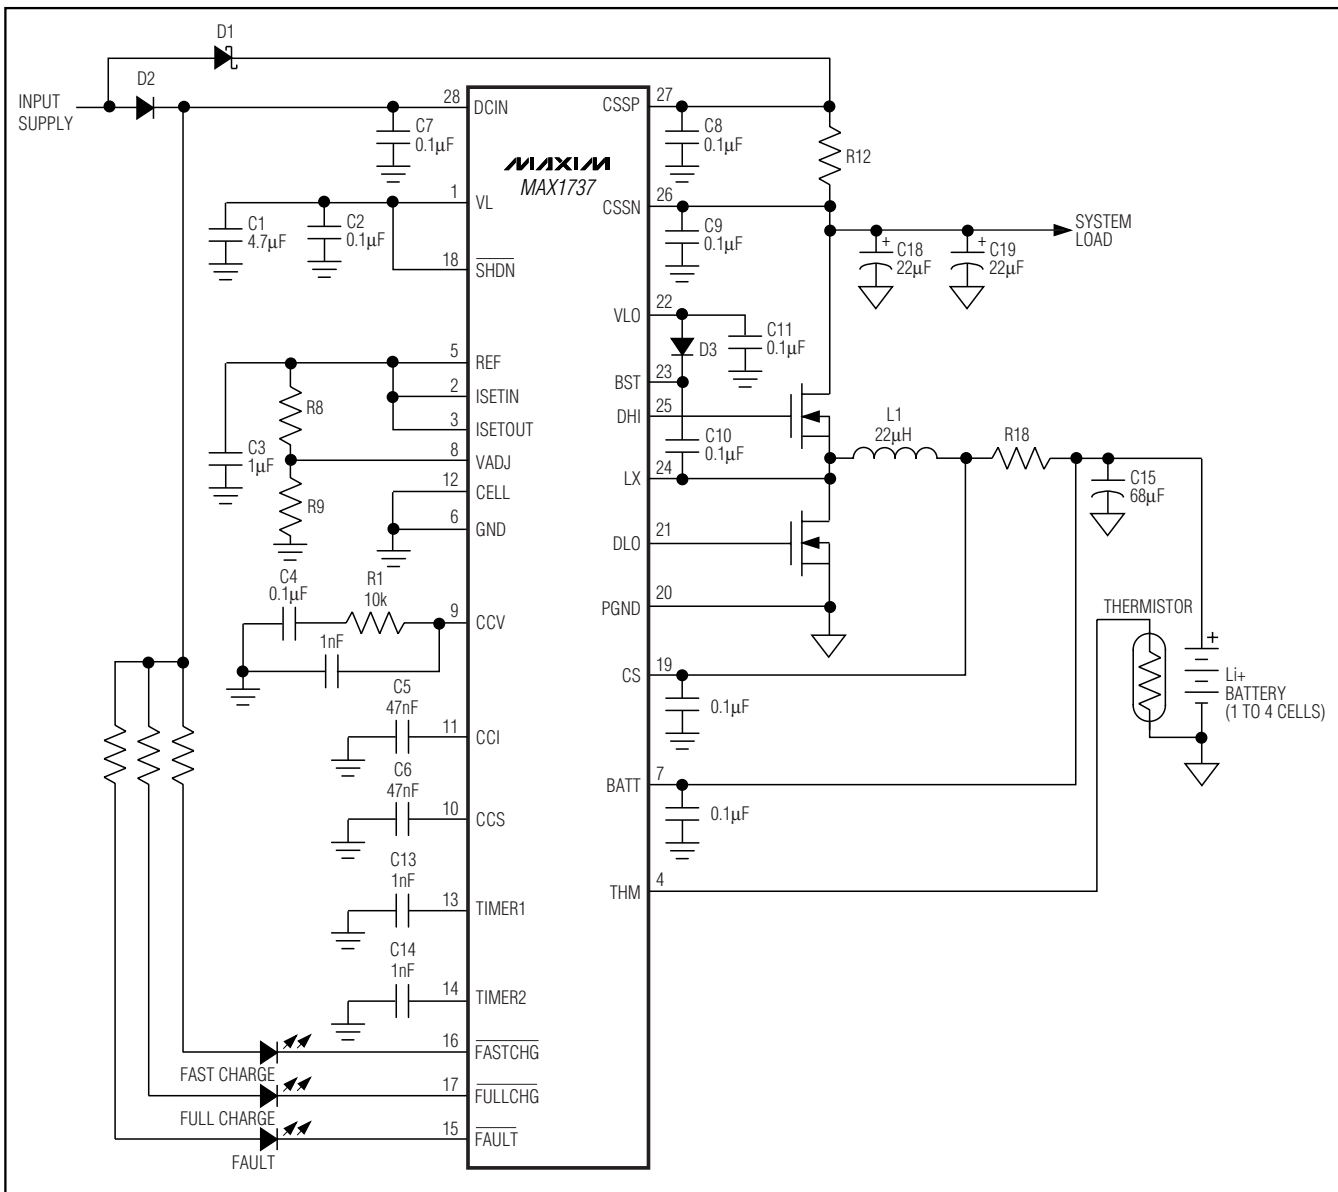 D1
D2
INPUT
SUPPLY
28
DCIN
C7
0.1µF
MAXIM
MAX1737
27
CSSP
C8
0.1µF
R12
1
VL
C1
4.7µF
C2
0.1µF
18
SHDN
26
CSSN
C9
0.1µF
SYSTEM
LOAD
+
C18
22µF
+
C19
22µF
22
VLO
C11
0.1µF
D3
23
BST
25
DHI
C10
0.1µF
24
LX
L1
22µH
R18
C15
68µF
5
REF
2
ISETIN
3
ISETOUT
8
VADJ
12
CELL
6
GND
R8
C3
1µF
R9
21
DLO
20
PGND
C4
0.1µF
R1
10k
9
CCV
1nF
THERMISTOR
+
Li+
BATTERY
(1 TO 4 CELLS)
19
CS
0.1µF
C5
47nF
11
CCI
7
BATT
0.1µF
C6
47nF
10
CCS
4
THM
C13
1nF
13
TIMER1
C14
1nF
14
TIMER2
16
FASTCHG
FAST CHARGE
17
FULLCHG
FULL CHARGE
15
FAULT
FAULT